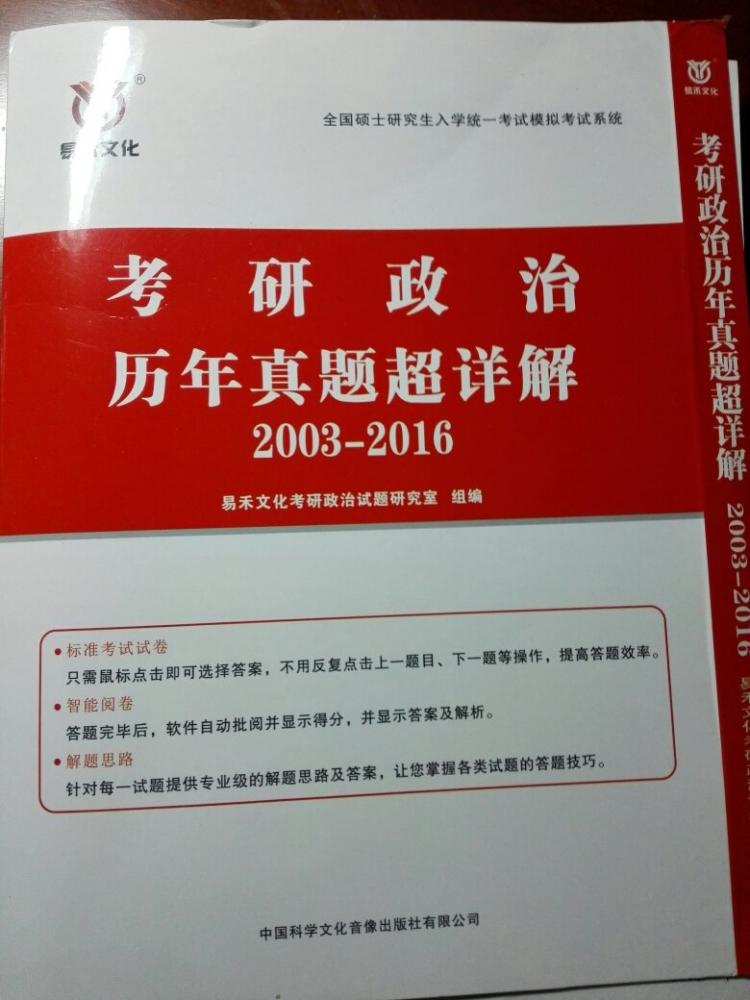 易禾文化
全国硕士研究生入学统一考试模拟考试系统
考研政治
历年真题超详解
2003-2016
易禾文化考研政治试题研究室 组编
•标准考试试卷
只需鼠标点击即可选择答案，不用反复点击上一题目、下一题等操作，提高答题效率。
•智能阅卷
答题完毕后，软件自动批阅并显示得分，并显示答案及解析。
•解题思路
针对每一试题提供专业级的解题思路及答案，让您掌握各类试题的答题技巧。
中国科学文化音像出版社有限公司
易禾文化
考研政治历年真题超详解 2003-2016
易禾文化考研